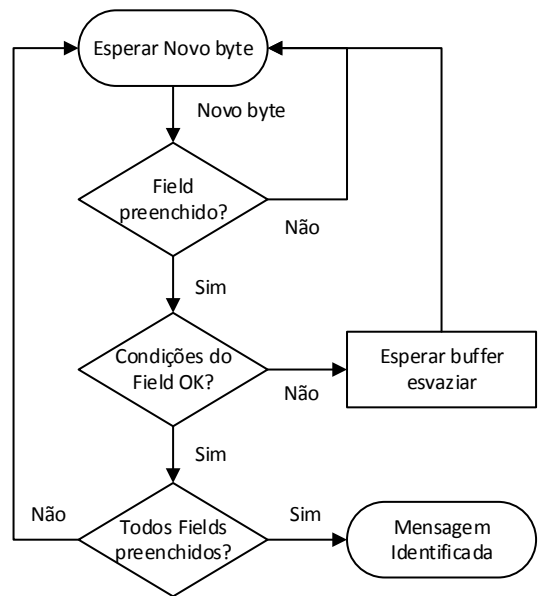 Esperar Novo byte
Novo byte
Field
preenchido?
Não
Sim
Condições do
Field OK?
Não
Esperar buffer
esvaziar
Sim
Não
Todos Fields
preenchidos?
Sim
Mensagem
Identificada